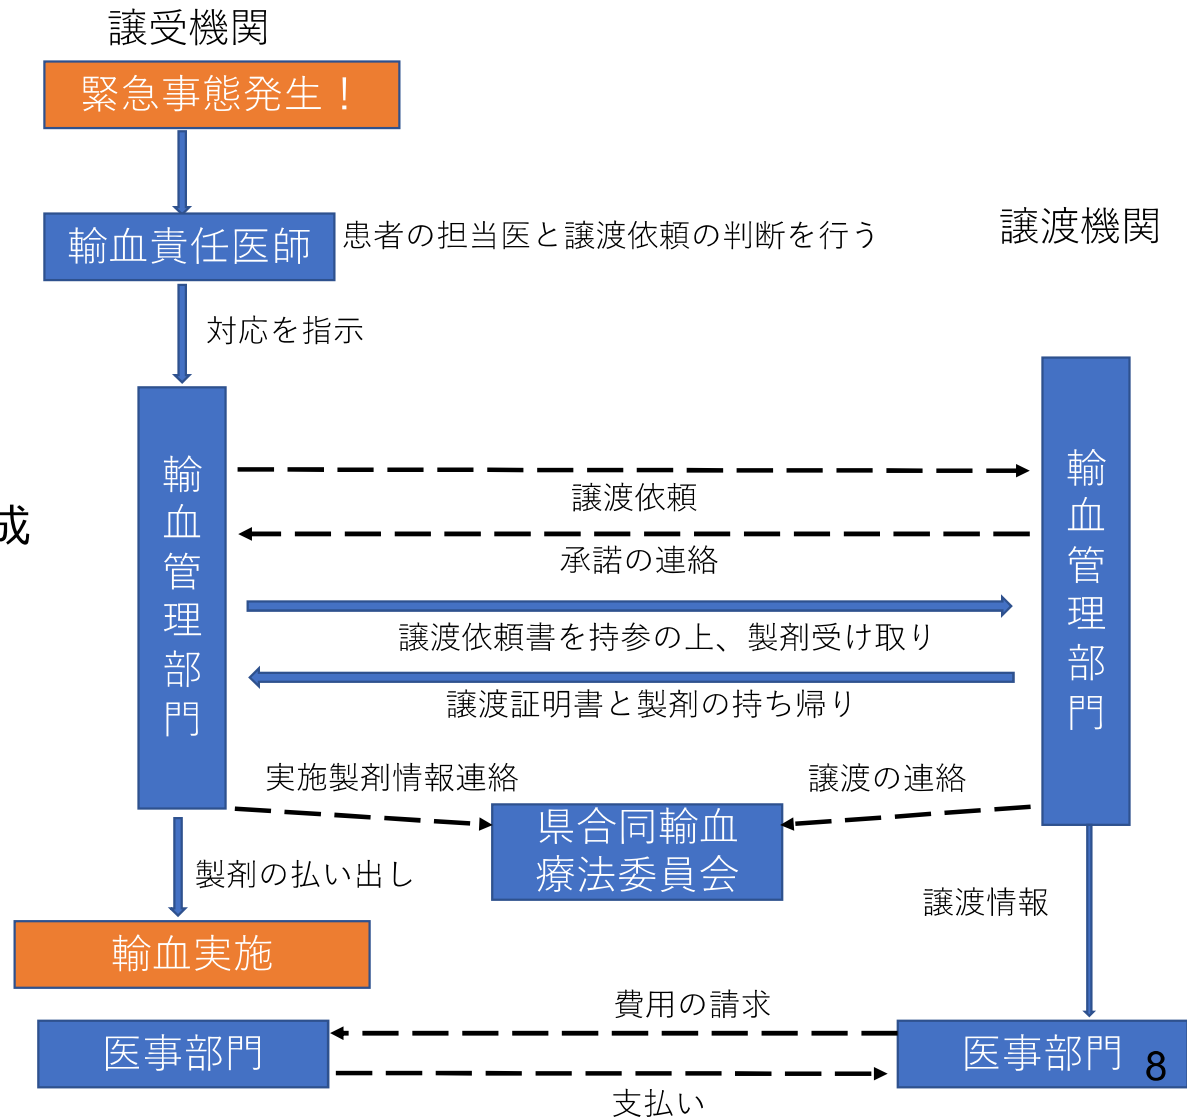 譲受機関
緊急事態発生！
輸血責任医師
患者の担当医と譲渡依頼の判断を行う
譲渡機関
対応を指示
輸血管理部門
輸血管理部門
譲渡依頼
成
承諾の連絡
譲渡依頼書を持参の上、製剤受け取り
譲渡証明書と製剤の持ち帰り
実施製剤情報連絡
譲渡の連絡
県合同輸血
療法委員会
製剤の払い出し
譲渡情報
輸血実施
費用の請求
医事部門
医事部門
8
支払い